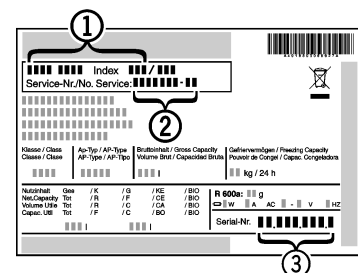 1
Index /
Service-Nr./No. Service: -
2
Klasse / Class
Classe / Clase
Ap-Typ / AP-Type
AP-Type / AP-Tipo
Bruttoinhalt / Gross Capacity
Volume Brut / Capacidad Bruta
Gefriervermögen / Freezing Capacity
Pouvoir de Congel / Capac. Congeladora
l
kg / 24 h
Nutzinhalt Ges / K / G / KE / BIO
Net.Capacity Tot / R / F / CE / BIO
Volume Utile Tot / R / C / CA / BIO
Capac. Util Tot / F / C / BO / BIO
l l
R 600a: g
W A AC - V HZ
Serial-Nr. . . .
3